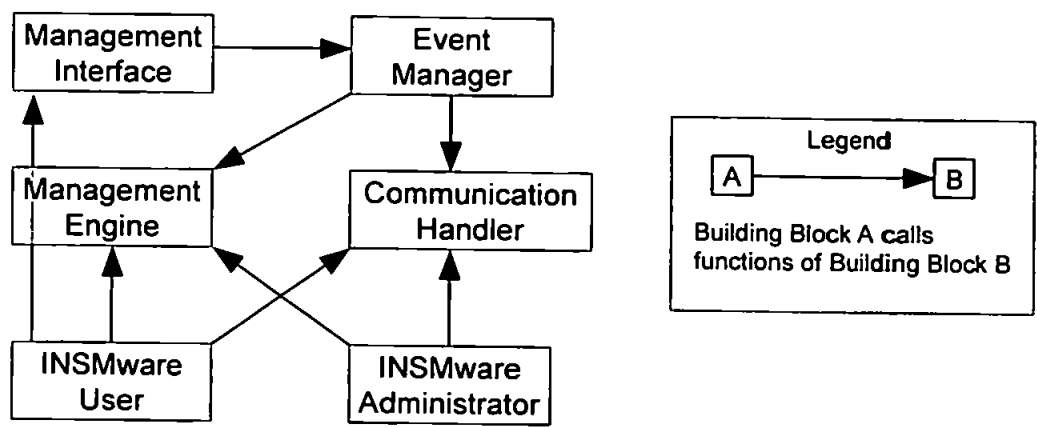 Management
Interface
Event
Manager
Management
Engine
Communication
Handler
INSMware
User
INSMware
Administrator
Legend
A
B
Building Block A calls
functions of Building Block B